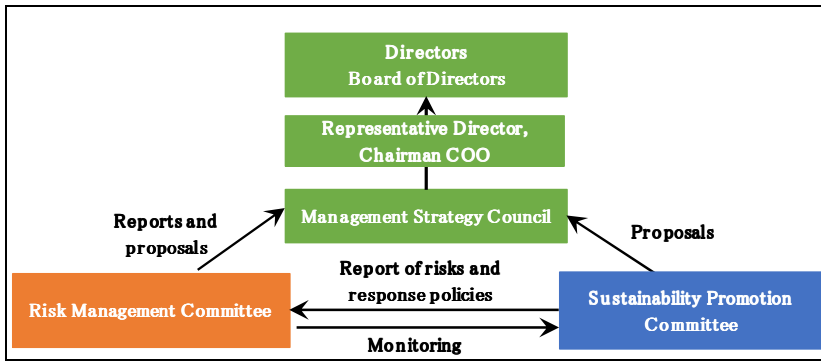 Directors
Board of Directors
Representative Director,
Chairman COO
Management Strategy Council
Reports and
proposals
Proposals
Report of risks and
response policies
Risk Management Committee
Sustainability Promotion
Committee
Monitoring